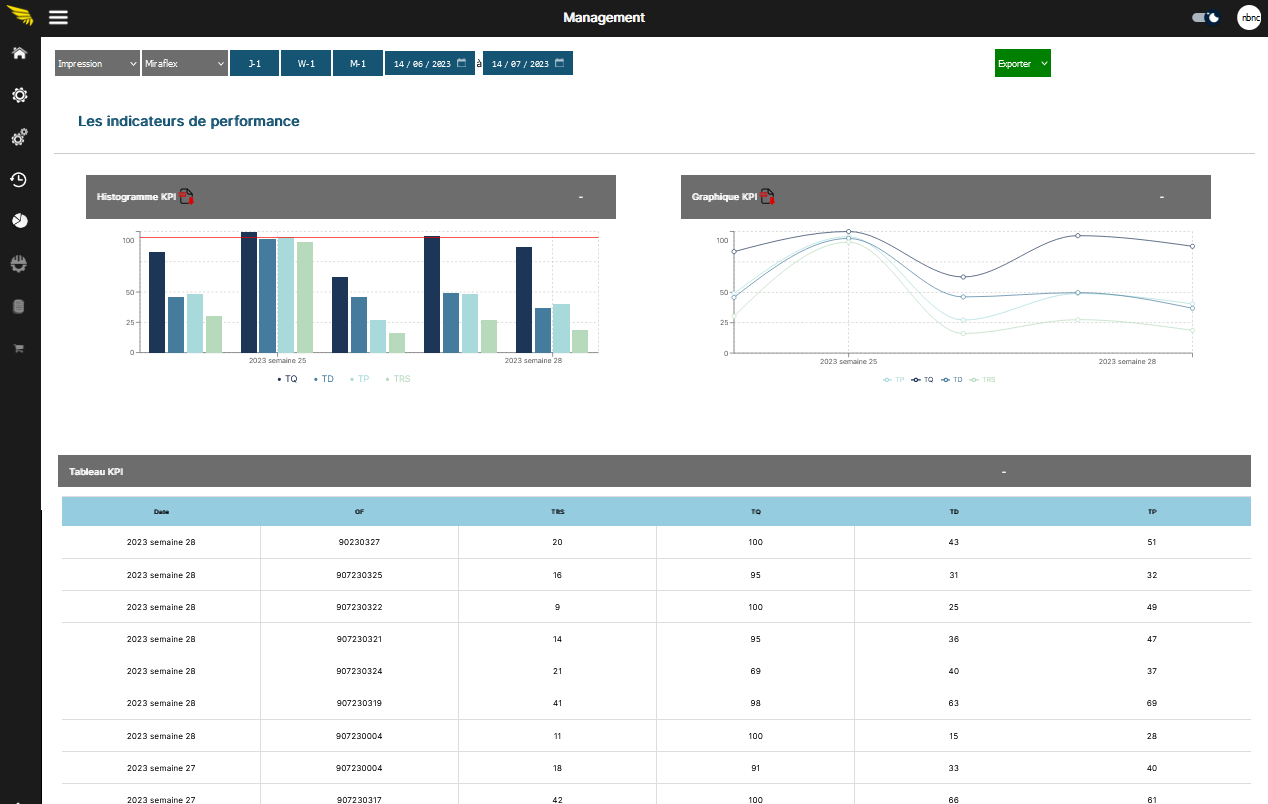 Management
nbnc
Impression Miraflex J-1 W-1 M-1 14 / 06 / 2023 à 14 / 07 / 2023 Exporter
Les indicateurs de performance
Histogramme KPI -
100
50
25
0
2023 semaine 25 2023 semaine 28
TQ TD TP TRS
Graphique KPI -
100
50
25
0
2023 semaine 25 2023 semaine 28
TP TQ TD TRS
Tableau KPI -
Date OF TRS TQ TD TP
2023 semaine 28 90230327 20 100 43 51
2023 semaine 28 907230325 16 95 31 32
2023 semaine 28 907230322 9 100 25 49
2023 semaine 28 907230321 14 95 36 47
2023 semaine 28 907230324 21 69 40 37
2023 semaine 28 907230319 41 98 63 69
2023 semaine 28 907230004 11 100 15 28
2023 semaine 27 907230004 18 91 33 40
2023 semaine 27 907230317 42 100 66 61